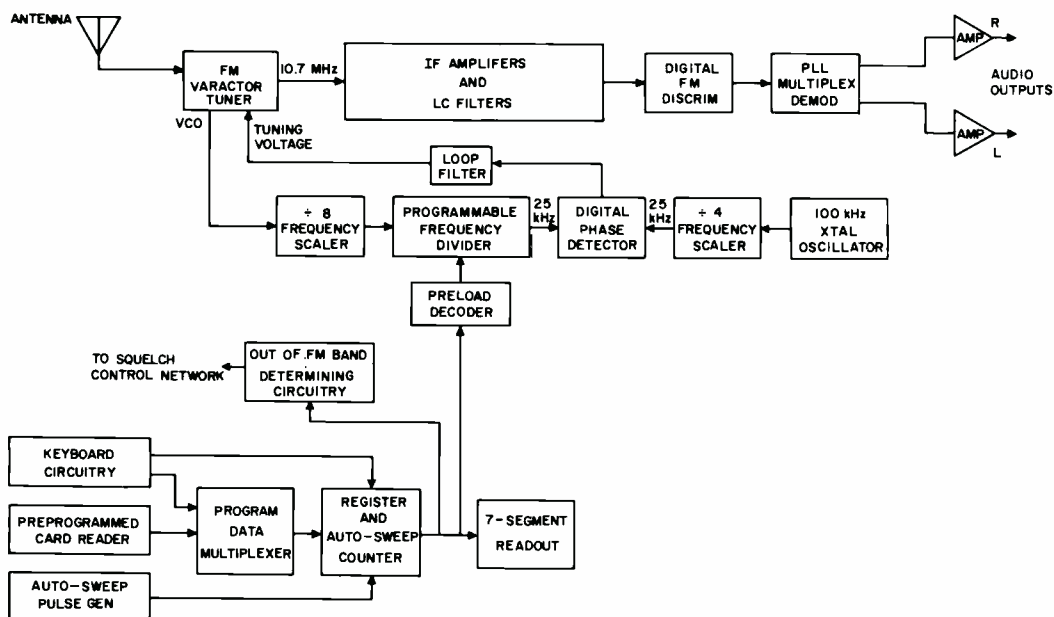 ANTENNA
FM
VARACTOR
TUNER
10.7 MHz
IF AMPLIFERS
AND
LC FILTERS
DIGITAL
FM
DISCRIM
PLL
MULTIPLEX
DEMOD
AMP
R
AUDIO
OUTPUTS
AMP
L
VCO
TUNING
VOLTAGE
LOOP
FILTER
÷ 8
FREQUENCY
SCALER
PROGRAMMABLE
FREQUENCY
DIVIDER
25
kHz
DIGITAL
PHASE
DETECTOR
25
kHz
÷ 4
FREQUENCY
SCALER
100 kHz
XTAL
OSCILLATOR
PRELOAD
DECODER
TO SQUELCH
CONTROL NETWORK
OUT OF FM BAND
DETERMINING
CIRCUITRY
KEYBOARD
CIRCUITRY
PREPROGRAMMED
CARD READER
AUTO-SWEEP
PULSE GEN
PROGRAM
DATA
MULTIPLEXER
REGISTER
AND
AUTO-SWEEP
COUNTER
7-SEGMENT
READOUT